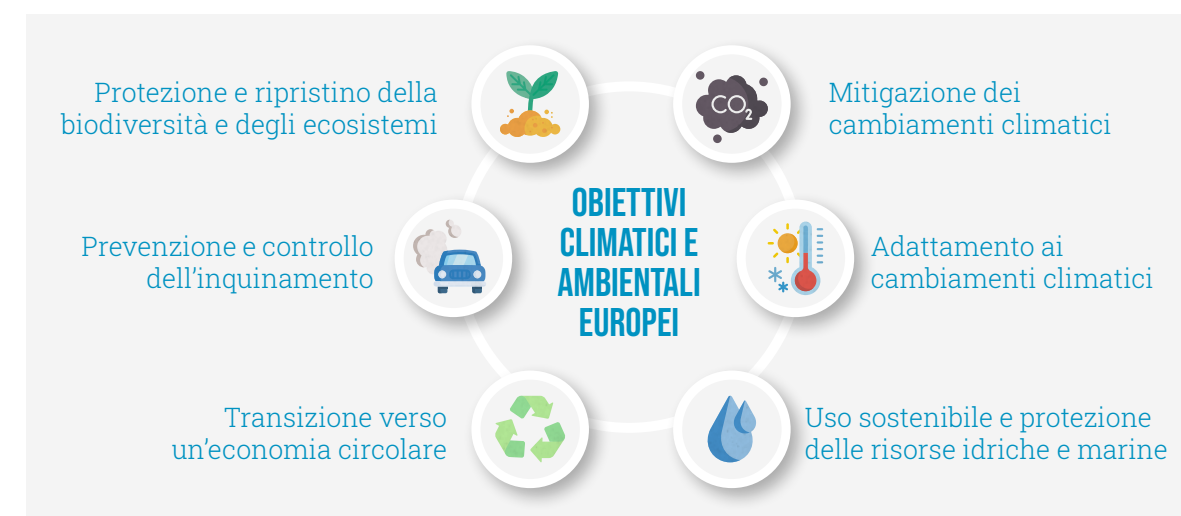 Protezione e ripristino della
biodiversità e degli ecosistemi
CO₂
Mitigazione dei
cambiamenti climatici
OBIETTIVI
CLIMATICI E
AMBIENTALI
EUROPEI
Prevenzione e controllo
dell'inquinamento
Adattamento ai
cambiamenti climatici
Transizione verso
un'economia circolare
Uso sostenibile e protezione
delle risorse idriche e marine